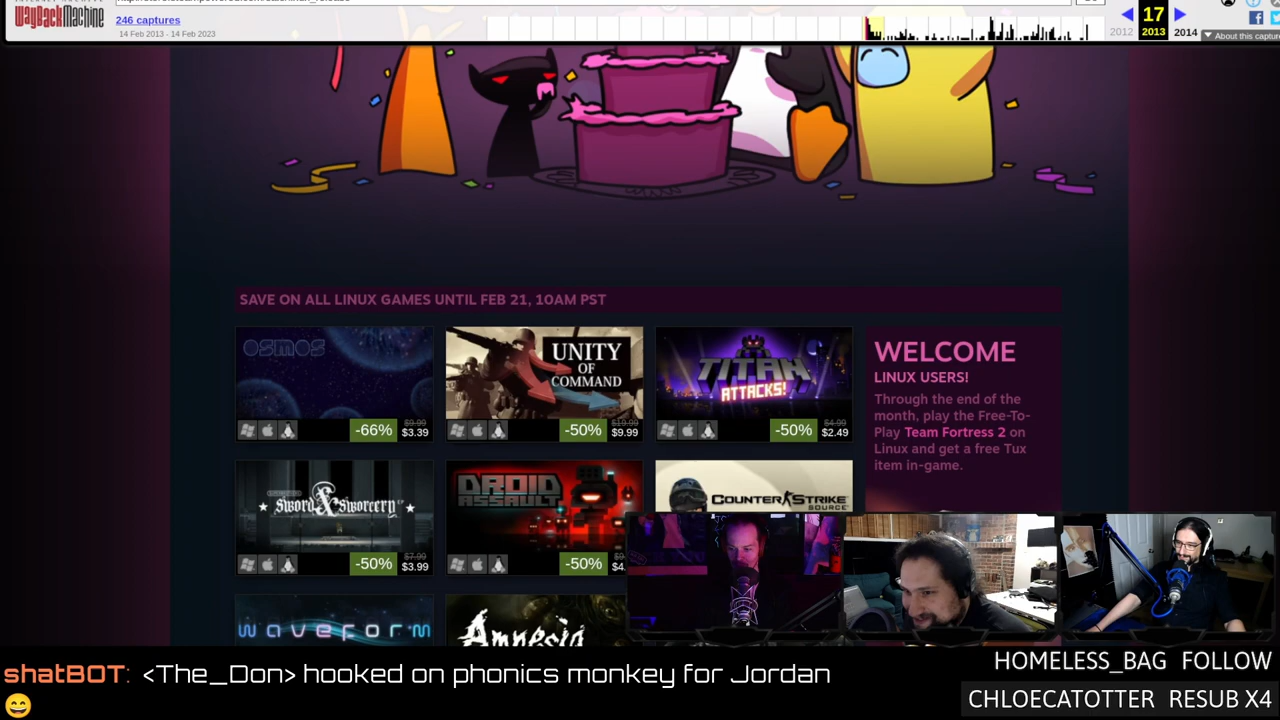 WayBackMachine
246 captures
14 Feb 2013 - 14 Feb 2023
17
2012
2013
2014
About this capture
SAVE ON ALL LINUX GAMES UNTIL FEB 21, 10AM PST
OSMOS
-66%
$9.99
$3.39
UNITY
OF
COMMAND
-50%
$19.99
$9.99
TITAN
ATTACKS!
-50%
$4.99
$2.49
WELCOME
LINUX USERS!
Through the end of the
month, play the Free-To-
Play Team Fortress 2 on
Linux and get a free Tux
item in-game.
Sword & Sworcery EP
-50%
$7.99
$3.99
DROID
ASSAULT
-50%
COUNTER STRIKE
SOURCE
waveform
Amnesia
shatBOT: <The_Don> hooked on phonics monkey for Jordan
😄
HOMELESS_BAG FOLLOW
CHLOECATOTTER RESUB X4